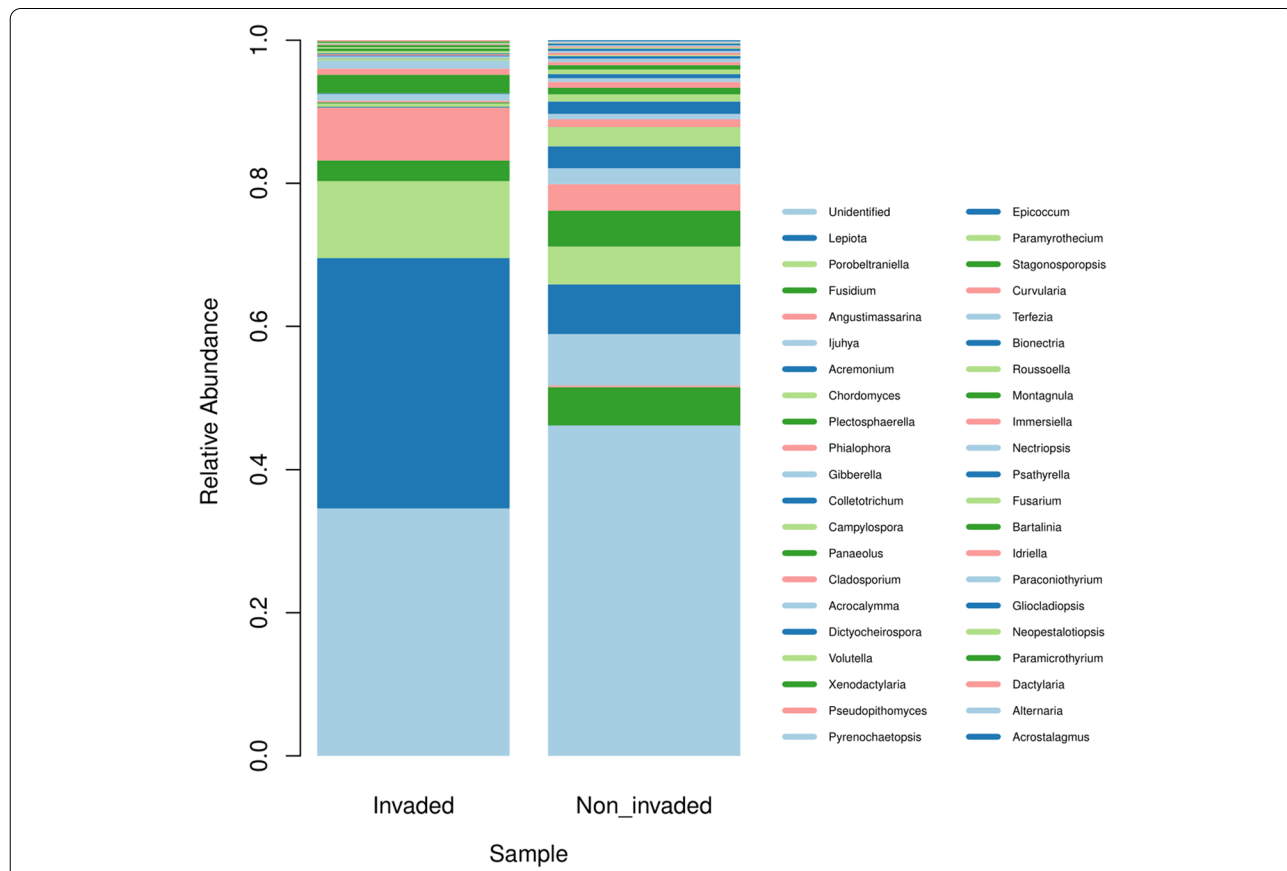 1.0
0.8
0.6
0.4
0.2
0.0
Relative Abundance
Invaded
Non_invaded
Sample
Unidentified
Lepiota
Porobeltraniella
Fusidium
Angustimassarina
Ijuhya
Acremonium
Chordomyces
Plectosphaerella
Phialophora
Gibberella
Colletotrichum
Campylospora
Panaeolus
Cladosporium
Acrocalymma
Dictyocheirospora
Volutella
Xenodactylaria
Pseudopithomyces
Pyrenochaetopsis
Epicoccum
Paramyrothecium
Stagonosporopsis
Curvularia
Terfezia
Bionectria
Roussoella
Montagnula
Immersiella
Nectriopsis
Psathyrella
Fusarium
Bartalinia
Idriella
Paraconiothyrium
Gliocladiopsis
Neopestalotiopsis
Paramicrothyrium
Dactylaria
Alternaria
Acrostalagmus